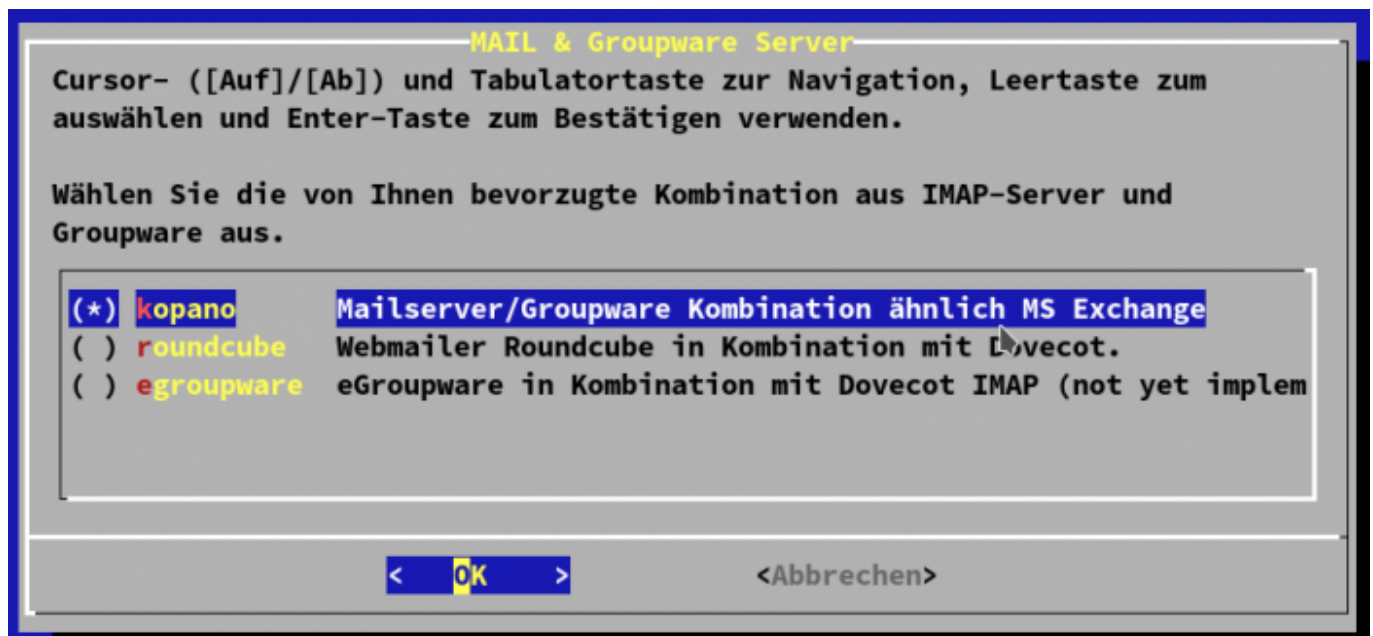 MAIL & Groupware Server
Cursor- ([Auf]/[Ab]) und Tabulatortaste zur Navigation, Leertaste zum
auswählen und Enter-Taste zum Bestätigen verwenden.
Wählen Sie die von Ihnen bevorzugte Kombination aus IMAP-Server und
Groupware aus.
(*) kopano Mailserver/Groupware Kombination ähnlich MS Exchange
( ) roundcube Webmailer Roundcube in Kombination mit Dovecot.
( ) egroupware eGroupware in Kombination mit Dovecot IMAP (not yet implem
< OK > <Abbrechen>